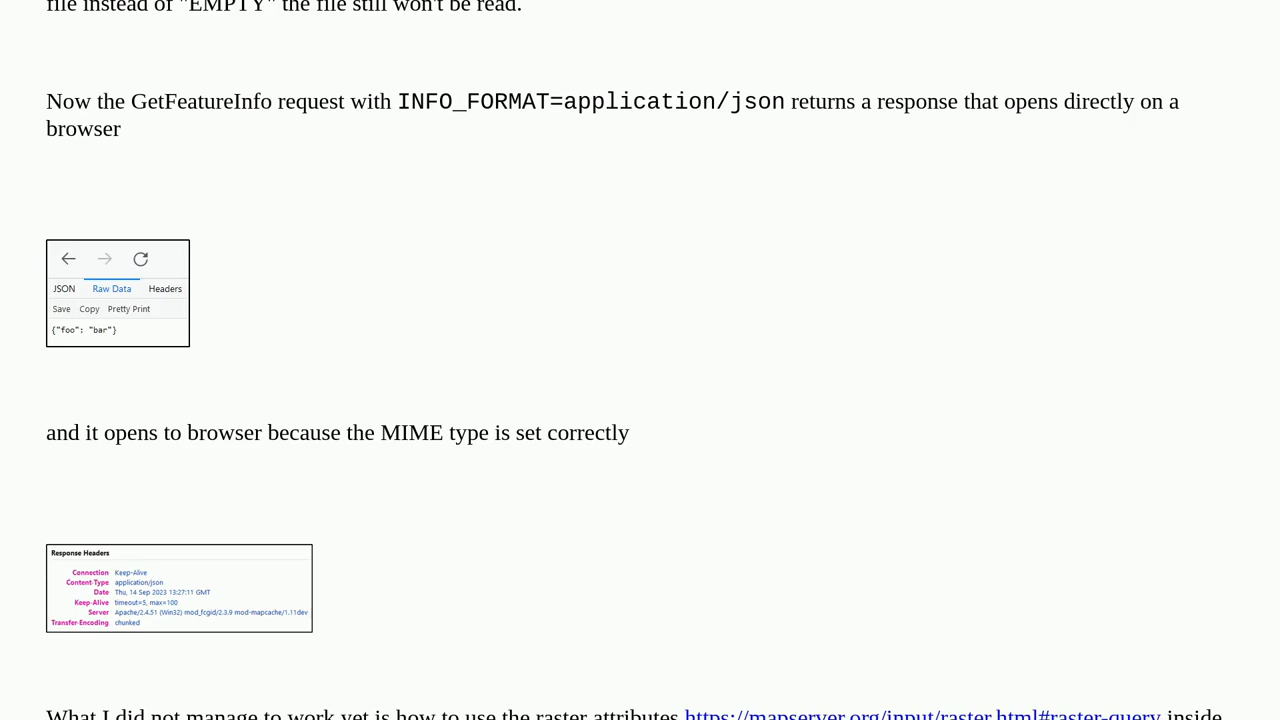 file instead of "EMPTY" the file still won't be read.
Now the GetFeatureInfo request with INFO_FORMAT=application/json returns a response that opens directly on a
browser
JSON Raw Data Headers
Save Copy Pretty Print
{"foo": "bar"}
and it opens to browser because the MIME type is set correctly
Response Headers
Connection Keep-Alive
Content-Type application/json
Date Thu, 14 Sep 2023 13:27:11 GMT
Keep-Alive timeout=5, max=100
Server Apache/2.4.51 (Win32) mod_fcgid/2.3.9 mod-mapcache/1.11dev
Transfer-Encoding chunked
What I did not manage to work yet is how to use the raster attributes https://mapserver.org/input/raster.html#raster-query inside